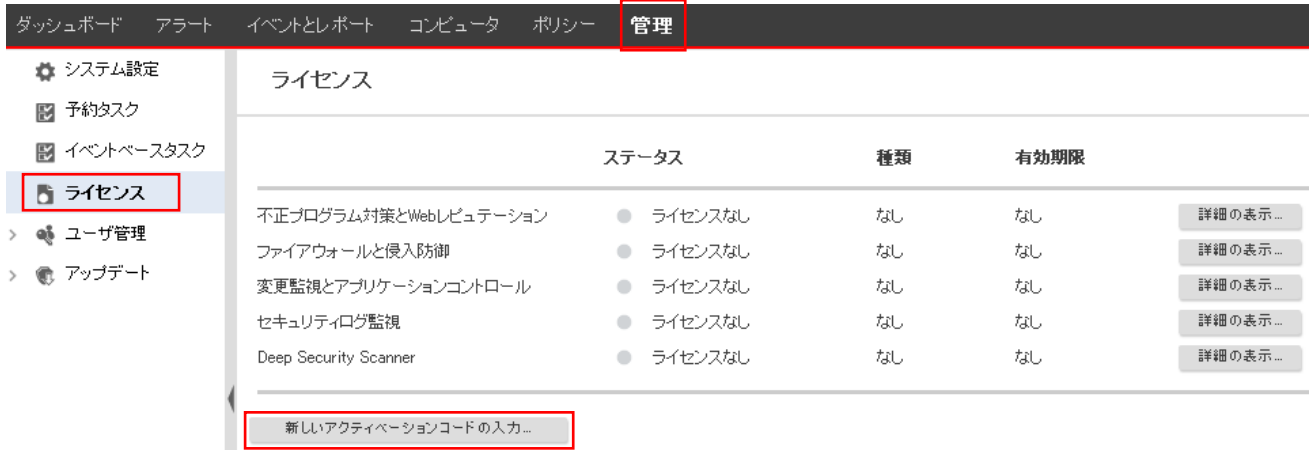 ダッシュボード アラート イベントとレポート コンピュータ ポリシー 管理
システム設定
予約タスク
イベントベースタスク
ライセンス
ユーザ管理
アップデート
ライセンス
ステータス 種類 有効期限
不正プログラム対策とWebレピュテーション ライセンスなし なし なし 詳細の表示...
ファイアウォールと侵入防御 ライセンスなし なし なし 詳細の表示...
変更監視とアプリケーションコントロール ライセンスなし なし なし 詳細の表示...
セキュリティログ監視 ライセンスなし なし なし 詳細の表示...
Deep Security Scanner ライセンスなし なし なし 詳細の表示...
新しいアクティベーションコードの入力...